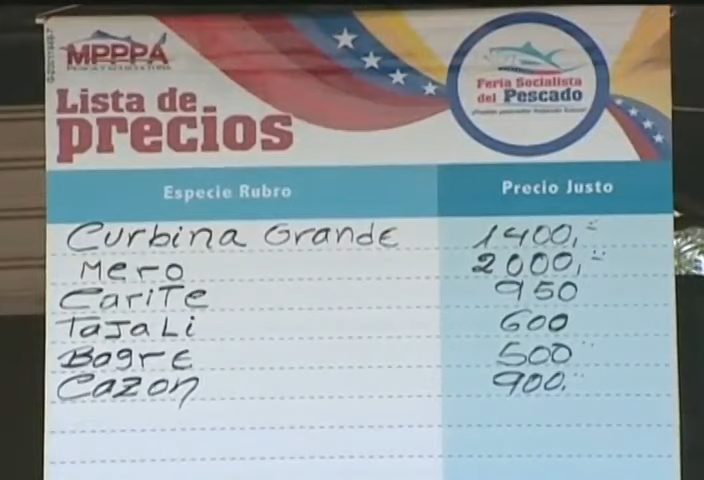 MPPPA
Lista de
precios
Feria Socialista
del Pescado
Especie Rubro
Precio Justo
Curbina Grande 1400,=
Mero 2000,=
Carite 950
TaJaLi 600
Bagre 500
Cazon 900.